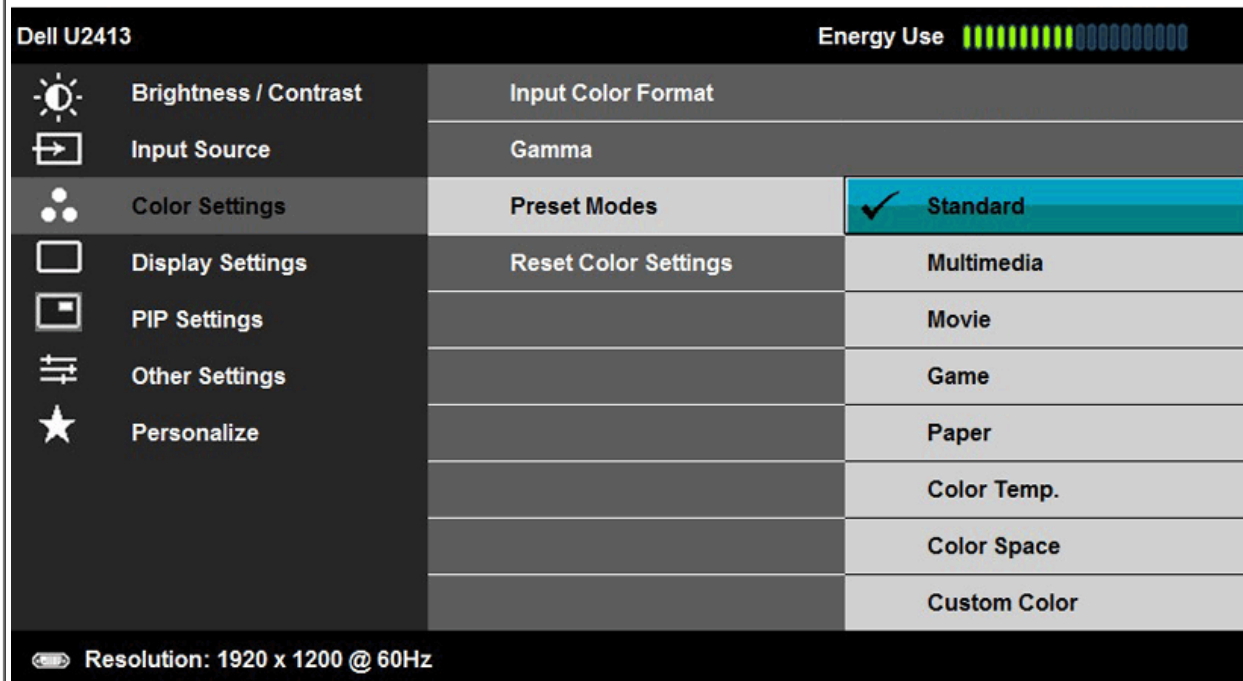 Dell U2413 Energy Use
Brightness / Contrast Input Color Format
Input Source Gamma
Color Settings Preset Modes Standard
Display Settings Reset Color Settings Multimedia
PIP Settings Movie
Other Settings Game
Personalize Paper
Color Temp.
Color Space
Custom Color
Resolution: 1920 x 1200 @ 60Hz